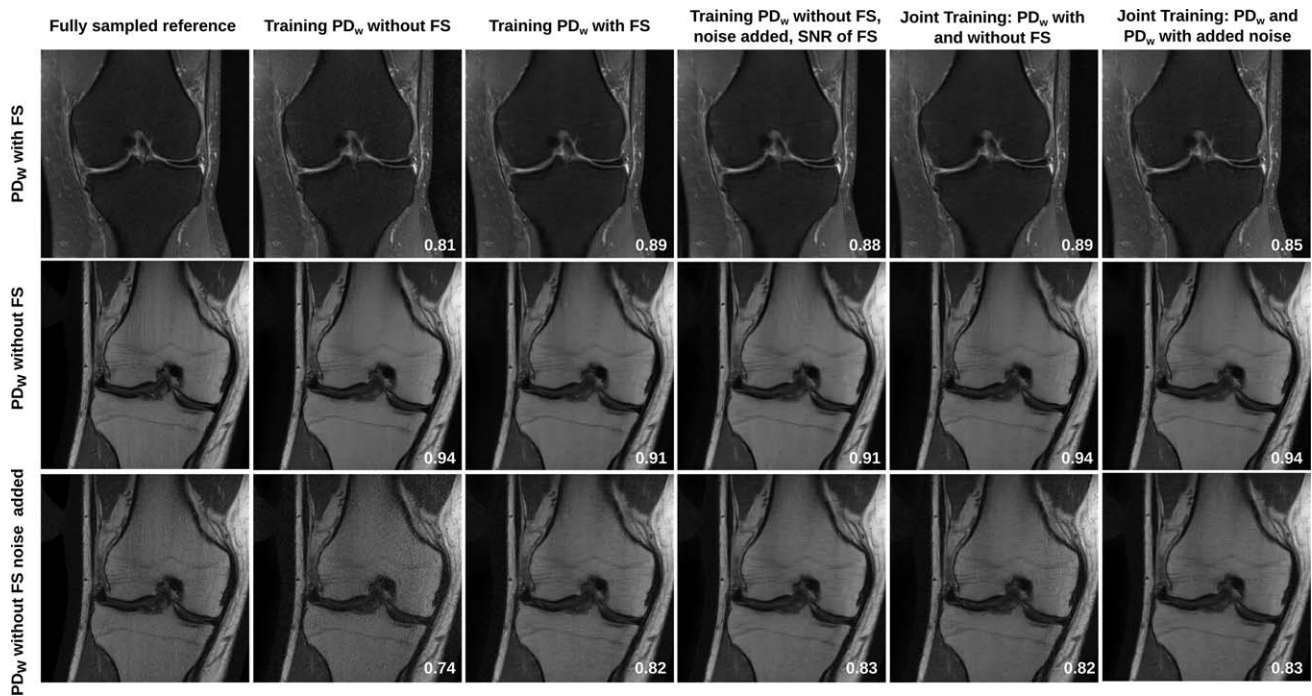 Fully sampled reference
Training PDw without FS
Training PDw with FS
Training PDw without FS,
noise added, SNR of FS
Joint Training: PDw with
and without FS
Joint Training: PDw and
PDw with added noise
PDw with FS
0.81
0.89
0.88
0.89
0.85
PDw without FS
0.94
0.91
0.91
0.94
0.94
PDw without FS noise added
0.74
0.82
0.83
0.82
0.83